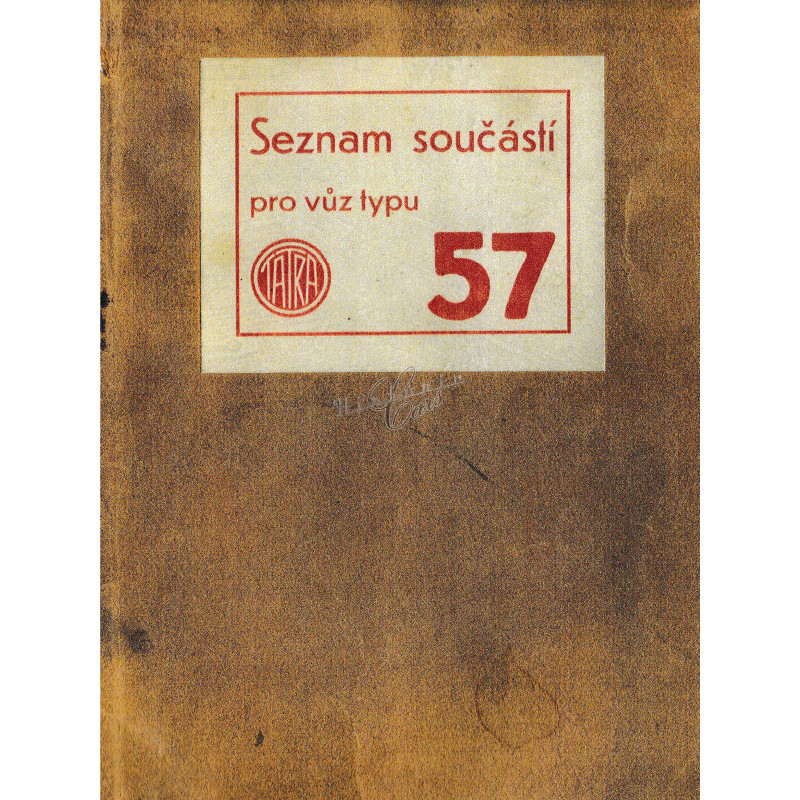 Seznam součástí
pro vůz typu
TATRA
57